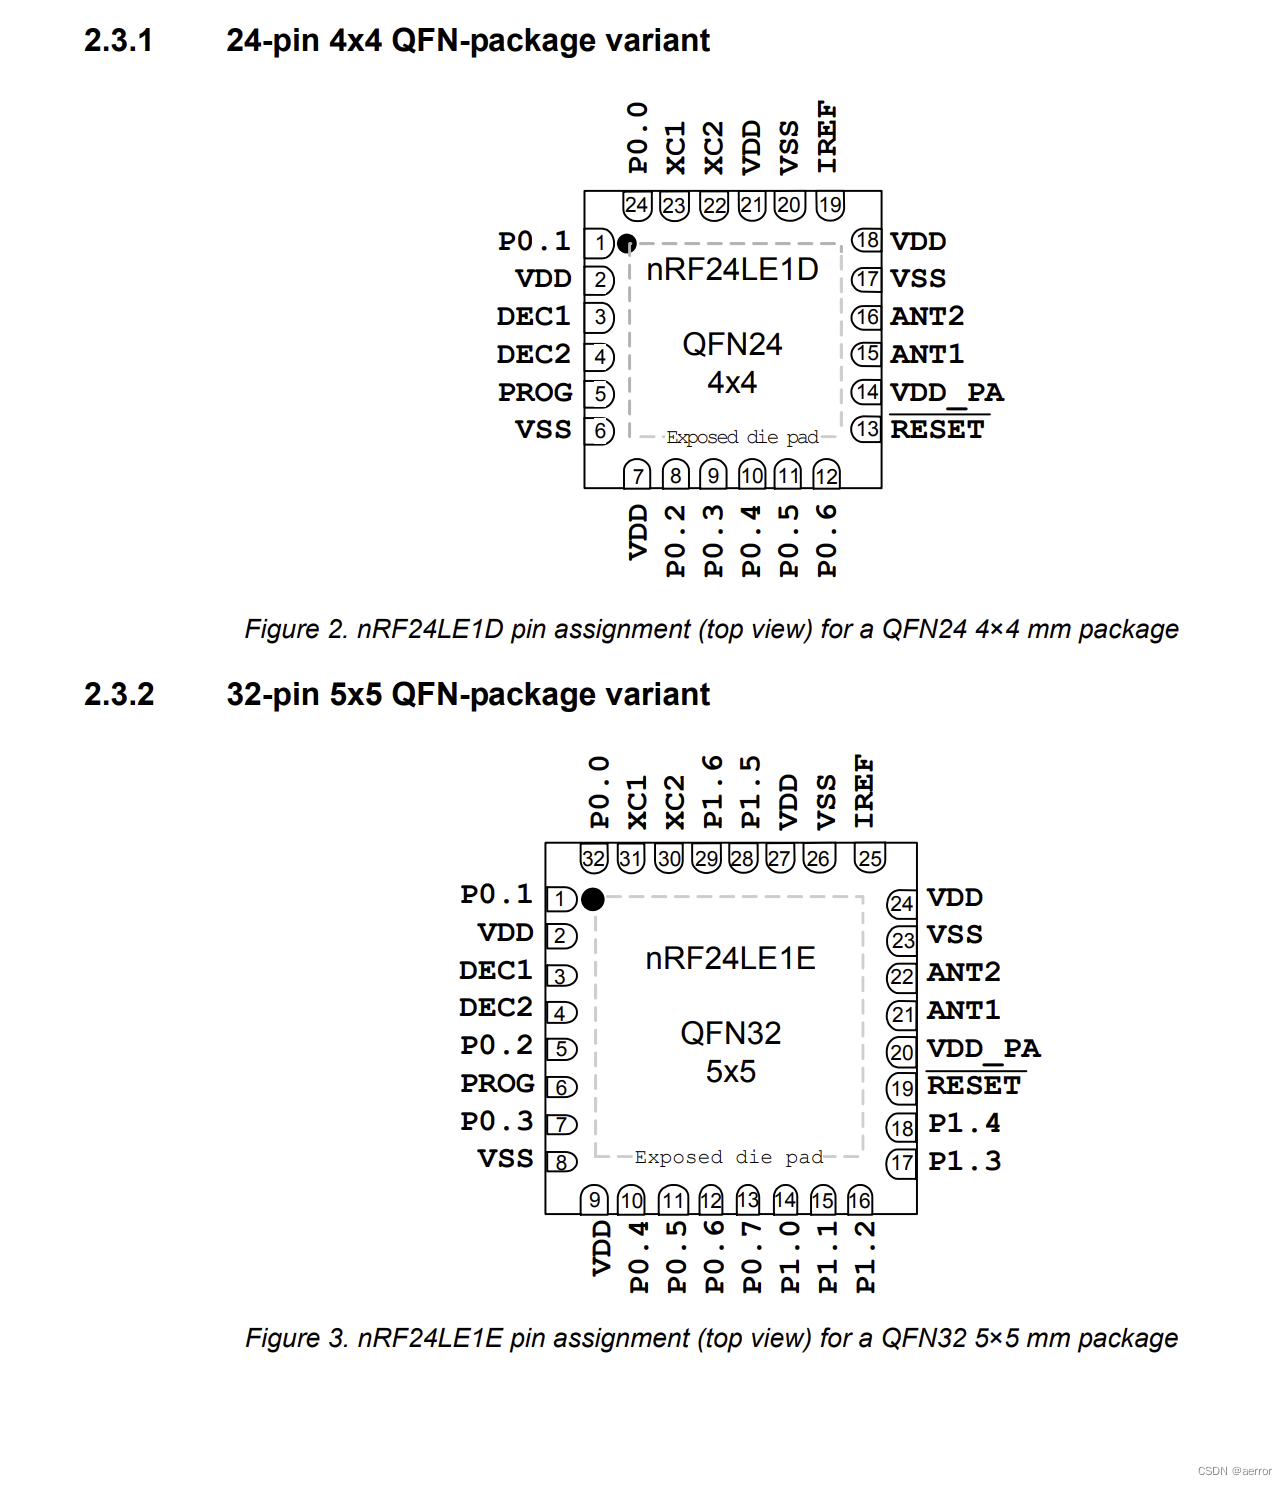 2.3.1 24-pin 4x4 QFN-package variant
P0.0 XC1 XC2 VDD VSS IREF
24 23 22 21 20 19
P0.1 1 18 VDD
nRF24LE1D
VDD 2 17 VSS
DEC1 3 16 ANT2
QFN24
DEC2 4 15 ANT1
4x4
PROG 5 14 VDD_PA
VSS 6 13 RESET
Exposed die pad
7 8 9 10 11 12
VDD P0.2 P0.3 P0.4 P0.5 P0.6
Figure 2. nRF24LE1D pin assignment (top view) for a QFN24 4×4 mm package
2.3.2 32-pin 5x5 QFN-package variant
P0.0 XC1 XC2 P1.6 P1.5 VDD VSS IREF
32 31 30 29 28 27 26 25
P0.1 1 24 VDD
VDD 2 23 VSS
nRF24LE1E
DEC1 3 22 ANT2
DEC2 4 21 ANT1
QFN32
P0.2 5 20 VDD_PA
5x5
PROG 6 19 RESET
P0.3 7 18 P1.4
VSS 8 17 P1.3
Exposed die pad
9 10 11 12 13 14 15 16
VDD P0.4 P0.5 P0.6 P0.7 P1.0 P1.1 P1.2
Figure 3. nRF24LE1E pin assignment (top view) for a QFN32 5×5 mm package
CSDN @aerror